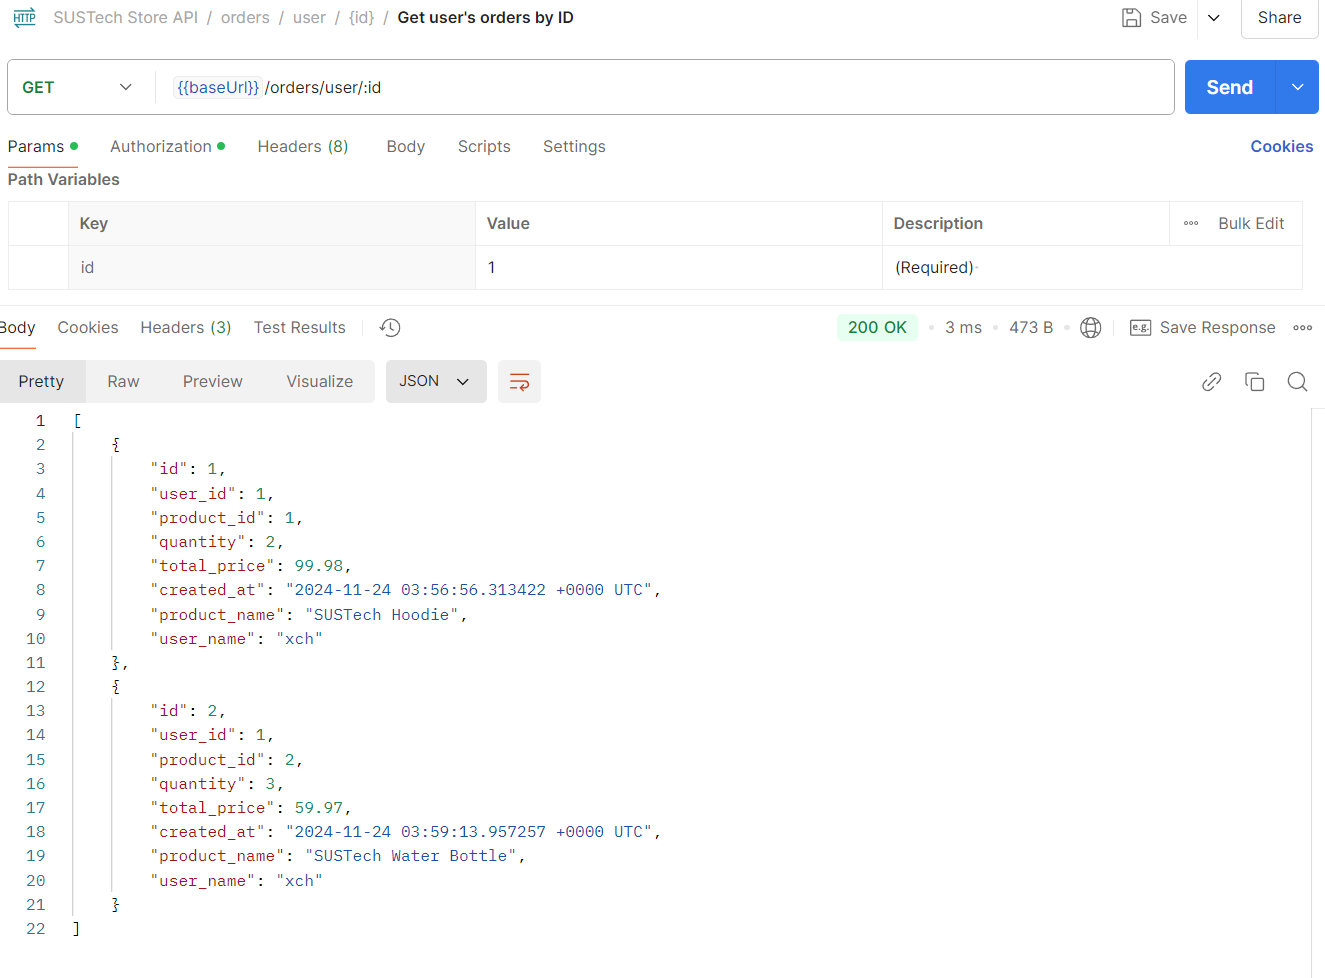 HTTP SUSTech Store API / orders / user / {id} / Get user's orders by ID Save Share
GET {{baseUrl}}/orders/user/:id Send
Params Authorization Headers (8) Body Scripts Settings Cookies
Path Variables
Key Value Description Bulk Edit
id 1 (Required)
Body Cookies Headers (3) Test Results 200 OK 3 ms 473 B e.g. Save Response
Pretty Raw Preview Visualize JSON
1 [
2 {
3 "id": 1,
4 "user_id": 1,
5 "product_id": 1,
6 "quantity": 2,
7 "total_price": 99.98,
8 "created_at": "2024-11-24 03:56:56.313422 +0000 UTC",
9 "product_name": "SUSTech Hoodie",
10 "user_name": "xch"
11 },
12 {
13 "id": 2,
14 "user_id": 1,
15 "product_id": 2,
16 "quantity": 3,
17 "total_price": 59.97,
18 "created_at": "2024-11-24 03:59:13.957257 +0000 UTC",
19 "product_name": "SUSTech Water Bottle",
20 "user_name": "xch"
21 }
22 ]